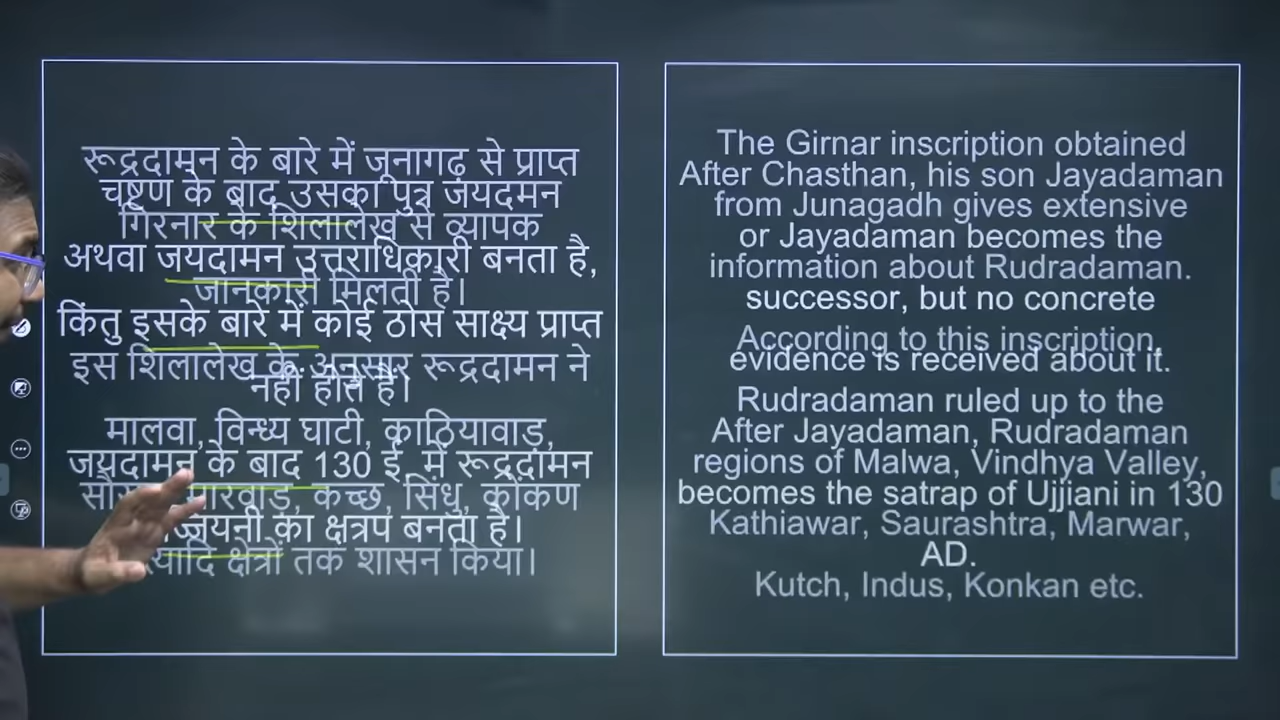 रूद्रदामन के बारे में जूनागढ़ से प्राप्त
चष्टण के बाद उसका पुत्र जयदमन
गिरनार के शिलालेख से व्यापक
अथवा जयदामन उत्तराधिकारी बनता है,
जानकारी मिलती है।
किंतु इसके बारे में कोई ठोस साक्ष्य प्राप्त
इस शिलालेख के अनुसार रूद्रदामन ने
नहीं होते है।
मालवा, विन्ध्य घाटी, काठियावाड़,
जयदामन के बाद 130 ई. में रूद्रदामन
मारवाड़, कच्छ, सिंधु, कोंकण
का क्षत्रप बनता है।
क्षेत्रों तक शासन किया।
The Girnar inscription obtained
After Chasthan, his son Jayadaman
from Junagadh gives extensive
or Jayadaman becomes the
information about Rudradaman.
successor, but no concrete
According to this inscription,
evidence is received about it.
Rudradaman ruled up to the
After Jayadaman, Rudradaman
regions of Malwa, Vindhya Valley,
becomes the satrap of Ujjiani in 130
Kathiawar, Saurashtra, Marwar,
AD.
Kutch, Indus, Konkan etc.